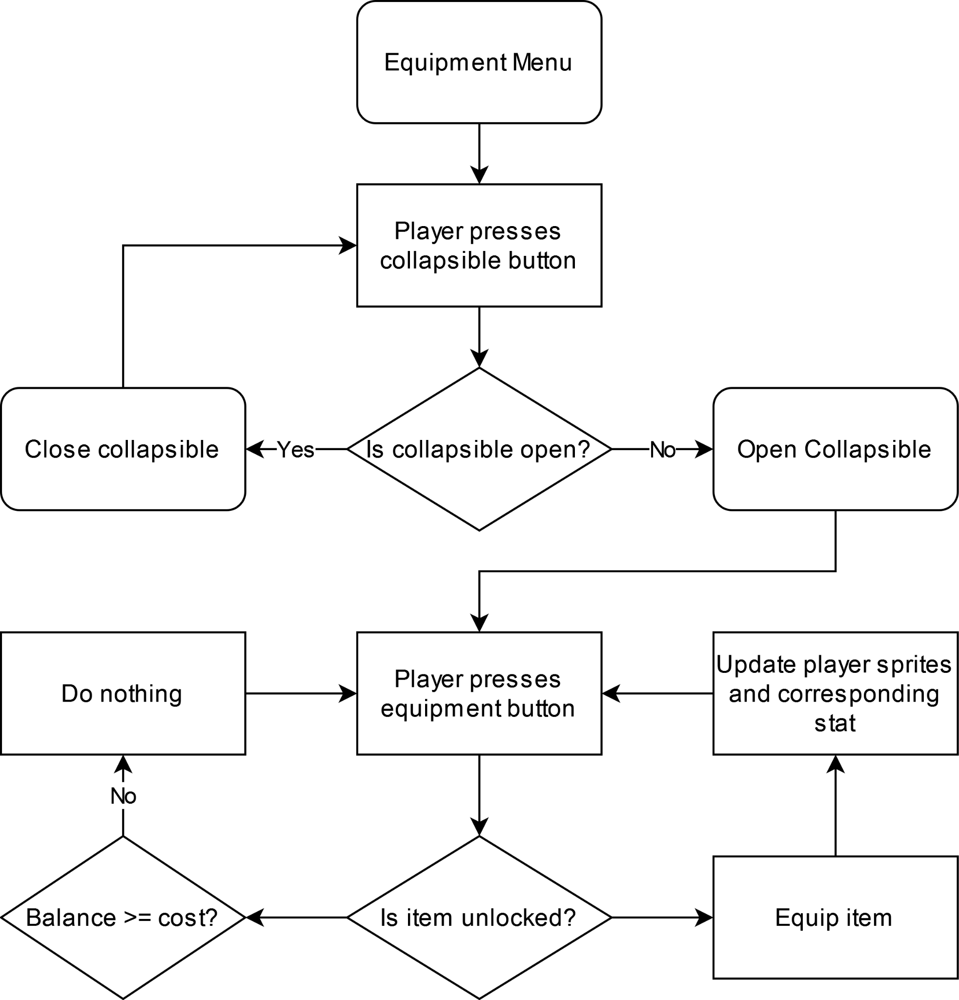 Equipment Menu
Player presses
collapsible button
Close collapsible
Yes
Is collapsible open?
No
Open Collapsible
Do nothing
Player presses
equipment button
Update player sprites
and corresponding
stat
No
Balance >= cost?
Is item unlocked?
Equip item